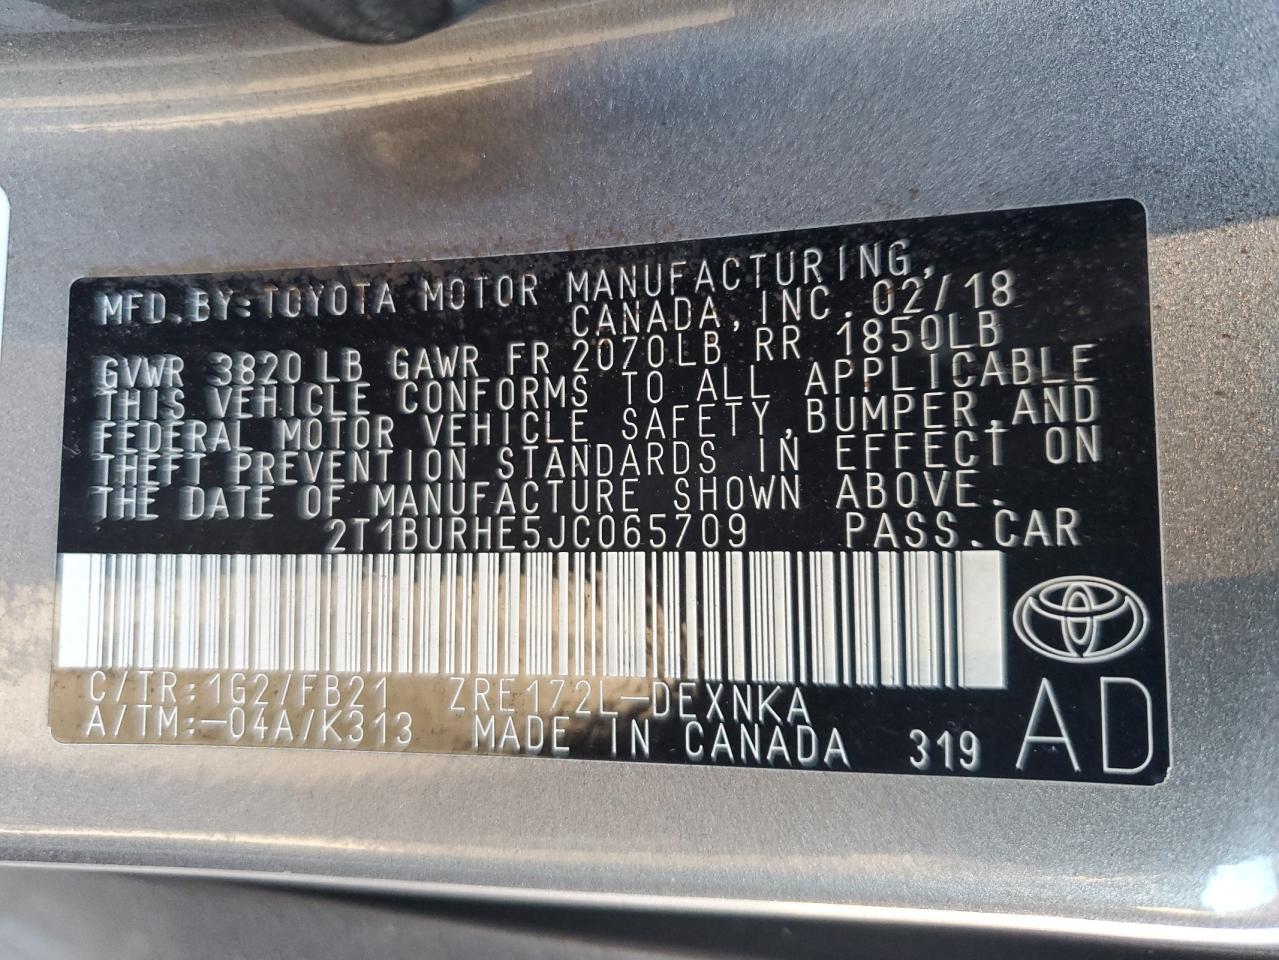 MFD.BY:TOYOTA MOTOR MANUFACTURING,
CANADA,INC.02/18
GVWR 3820LB GAWR FR 2070LB RR 1850LB
THIS VEHICLE CONFORMS TO ALL APPLICABLE
FEDERAL MOTOR VEHICLE SAFETY,BUMPER,AND
THEFT PREVENTION STANDARDS IN EFFECT ON
THE DATE OF MANUFACTURE SHOWN ABOVE.
2T1BURHE5JC065709 PASS.CAR
C/TR:1G2/FB21 ZRE172L-DEXNKA
A/TM:-04A/K313 MADE IN CANADA 319
AD